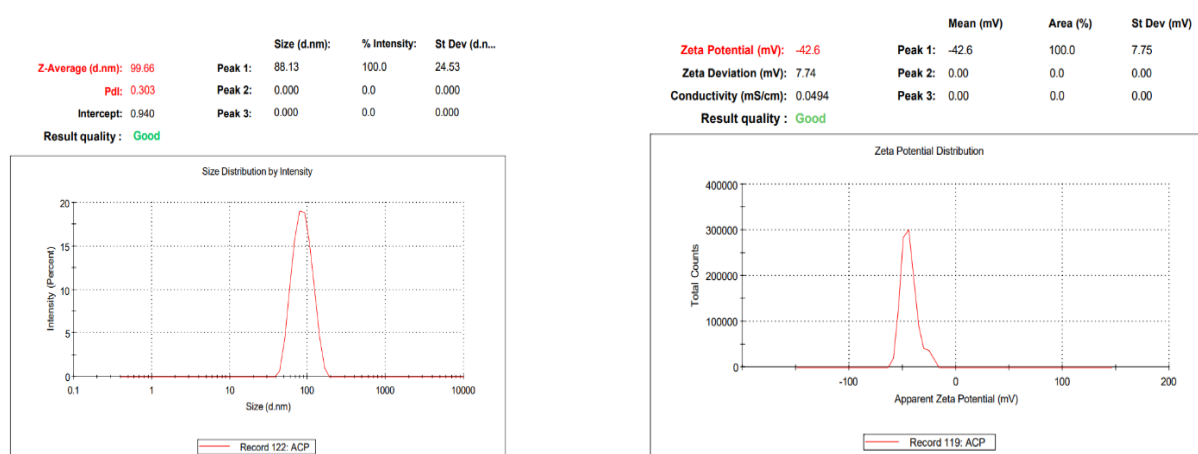 Size (d.nm): % Intensity: St Dev (d.n...
Z-Average (d.nm): 99.66 Peak 1: 88.13 100.0 24.53
PdI: 0.303 Peak 2: 0.000 0.0 0.000
Intercept: 0.940 Peak 3: 0.000 0.0 0.000
Result quality : Good
Size Distribution by Intensity
Intensity (Percent)
20
15
10
5
0
0.1 1 10 100 1000 10000
Size (d.nm)
Record 122: ACP
Mean (mV) Area (%) St Dev (mV)
Zeta Potential (mV): -42.6 Peak 1: -42.6 100.0 7.75
Zeta Deviation (mV): 7.74 Peak 2: 0.00 0.0 0.00
Conductivity (mS/cm): 0.0494 Peak 3: 0.00 0.0 0.00
Result quality : Good
Zeta Potential Distribution
Total Counts
400000
300000
200000
100000
0
-100 0 100 200
Apparent Zeta Potential (mV)
Record 119: ACP